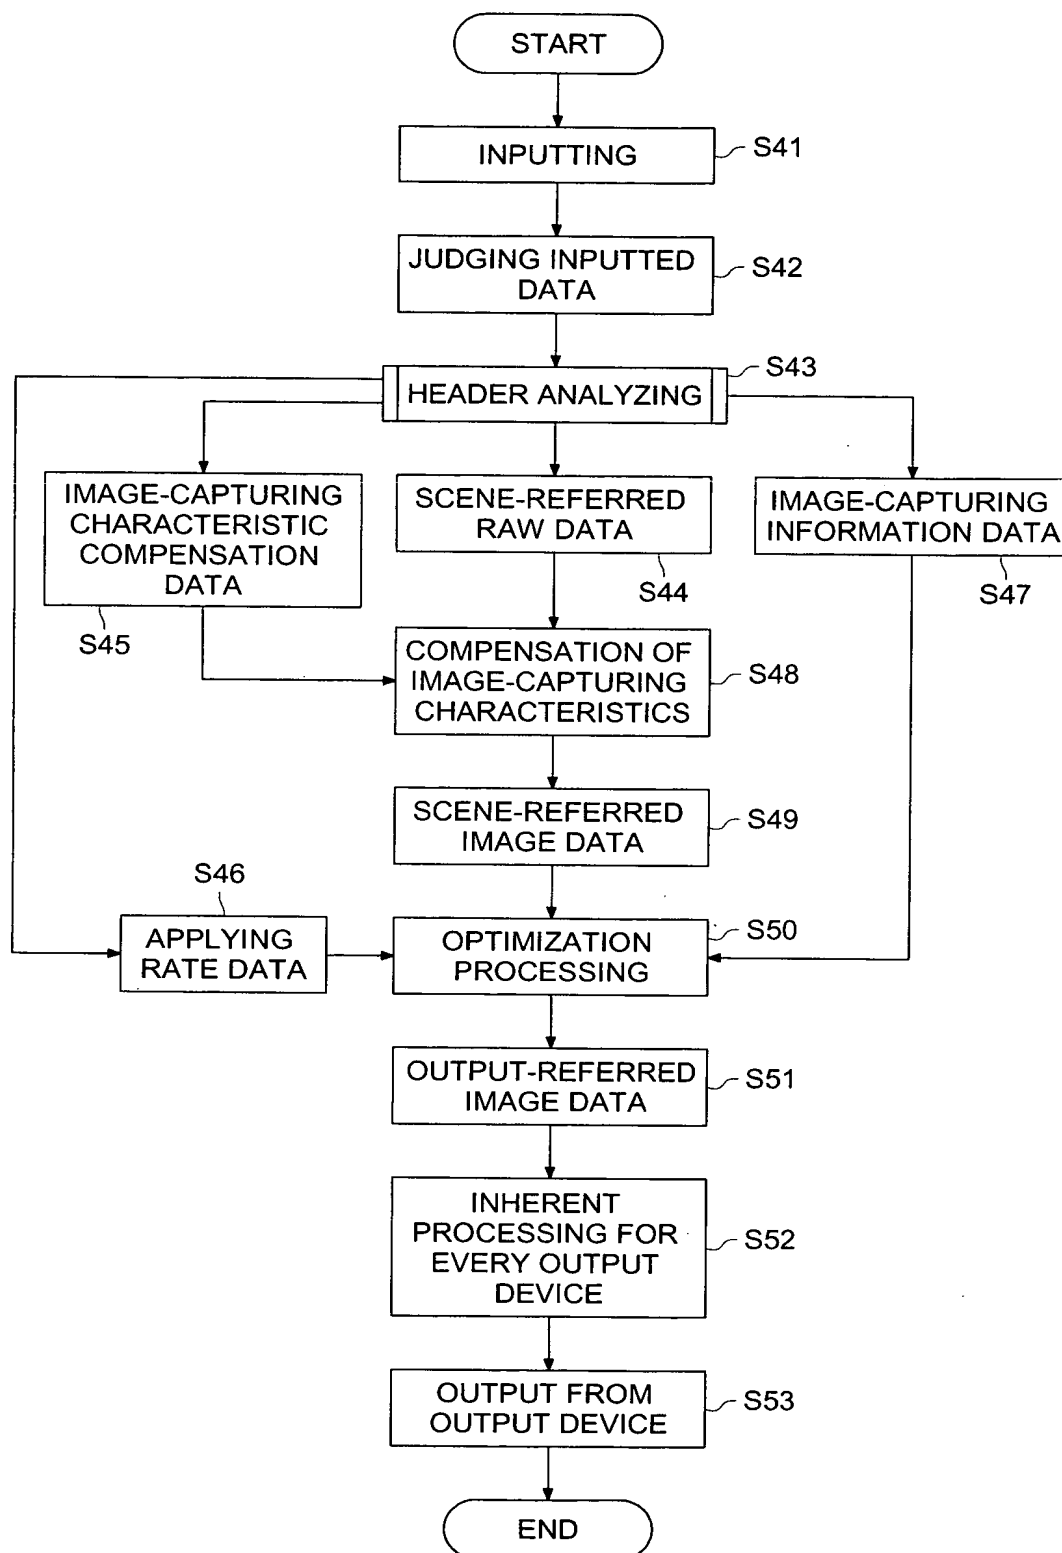 START
INPUTTING
S41
JUDGING INPUTTED
DATA
S42
HEADER ANALYZING
S43
IMAGE-CAPTURING
CHARACTERISTIC
COMPENSATION
DATA
S45
SCENE-REFERRED
RAW DATA
S44
IMAGE-CAPTURING
INFORMATION DATA
S47
COMPENSATION OF
IMAGE-CAPTURING
CHARACTERISTICS
S48
SCENE-REFERRED
IMAGE DATA
S49
S46
APPLYING
RATE DATA
OPTIMIZATION
PROCESSING
S50
OUTPUT-REFERRED
IMAGE DATA
S51
INHERENT
PROCESSING FOR
EVERY OUTPUT
DEVICE
S52
OUTPUT FROM
OUTPUT DEVICE
S53
END